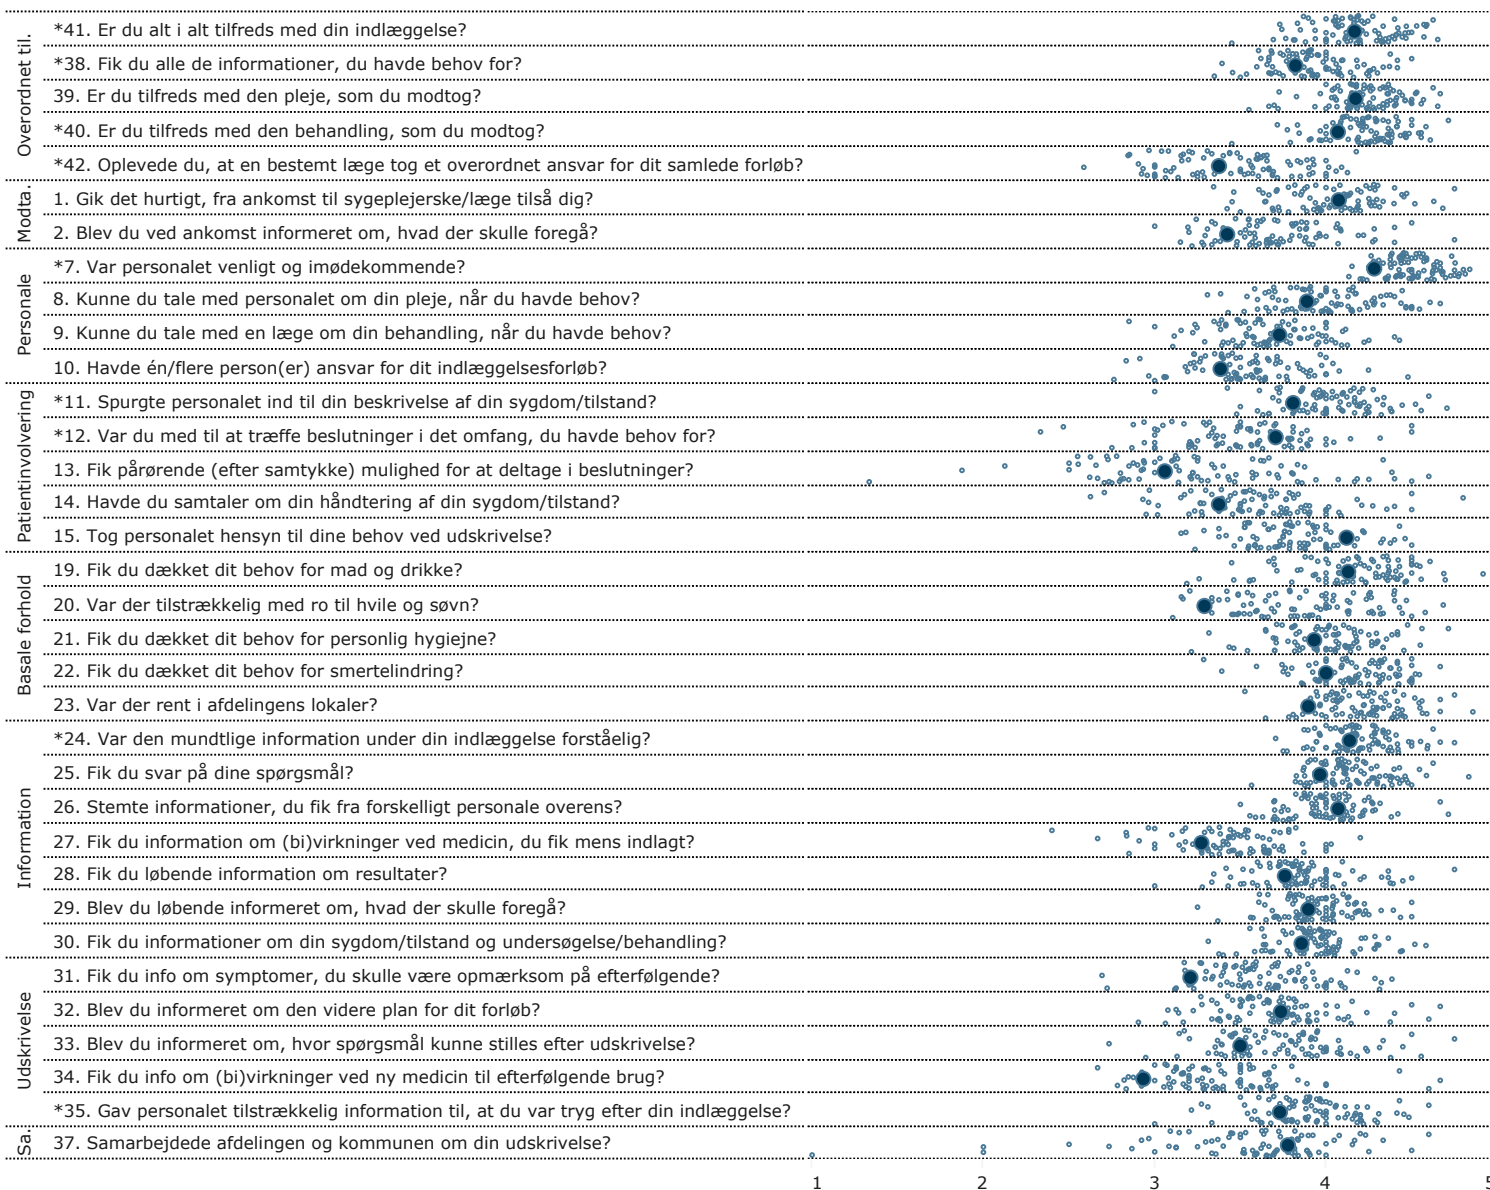 Overordnet til.
*41. Er du alt i alt tilfreds med din indlæggelse?
*38. Fik du alle de informationer, du havde behov for?
39. Er du tilfreds med den pleje, som du modtog?
*40. Er du tilfreds med den behandling, som du modtog?
*42. Oplevede du, at en bestemt læge tog et overordnet ansvar for dit samlede forløb?
Modta.
1. Gik det hurtigt, fra ankomst til sygeplejerske/læge tilså dig?
2. Blev du ved ankomst informeret om, hvad der skulle foregå?
Personale
*7. Var personalet venligt og imødekommende?
8. Kunne du tale med personalet om din pleje, når du havde behov?
9. Kunne du tale med en læge om din behandling, når du havde behov?
10. Havde én/flere person(er) ansvar for dit indlæggelsesforløb?
Patientinvolvering
*11. Spurgte personalet ind til din beskrivelse af din sygdom/tilstand?
*12. Var du med til at træffe beslutninger i det omfang, du havde behov for?
13. Fik pårørende (efter samtykke) mulighed for at deltage i beslutninger?
14. Havde du samtaler om din håndtering af din sygdom/tilstand?
15. Tog personalet hensyn til dine behov ved udskrivelse?
Basale forhold
19. Fik du dækket dit behov for mad og drikke?
20. Var der tilstrækkelig med ro til hvile og søvn?
21. Fik du dækket dit behov for personlig hygiejne?
22. Fik du dækket dit behov for smertelindring?
23. Var der rent i afdelingens lokaler?
Information
*24. Var den mundtlige information under din indlæggelse forståelig?
25. Fik du svar på dine spørgsmål?
26. Stemte informationer, du fik fra forskelligt personale overens?
27. Fik du information om (bi)virkninger ved medicin, du fik mens indlagt?
28. Fik du løbende information om resultater?
29. Blev du løbende informeret om, hvad der skulle foregå?
30. Fik du informationer om din sygdom/tilstand og undersøgelse/behandling?
Udskrivelse
31. Fik du info om symptomer, du skulle være opmærksom på efterfølgende?
32. Blev du informeret om den videre plan for dit forløb?
33. Blev du informeret om, hvor spørgsmål kunne stilles efter udskrivelse?
34. Fik du info om (bi)virkninger ved ny medicin til efterfølgende brug?
*35. Gav personalet tilstrækkelig information til, at du var tryg efter din indlæggelse?
Sa.
37. Samarbejdede afdelingen og kommunen om din udskrivelse?
1 2 3 4 5